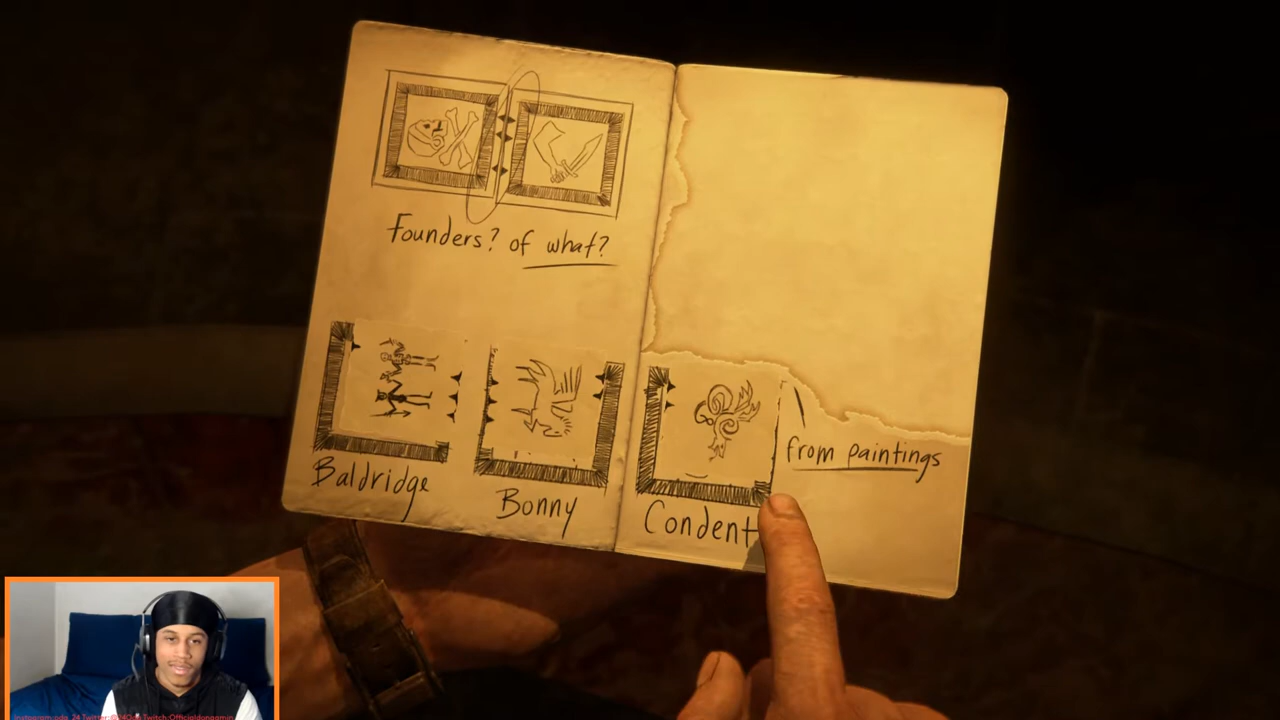 Founders? of what?
Baldridge
Bonny
Condent
from paintings